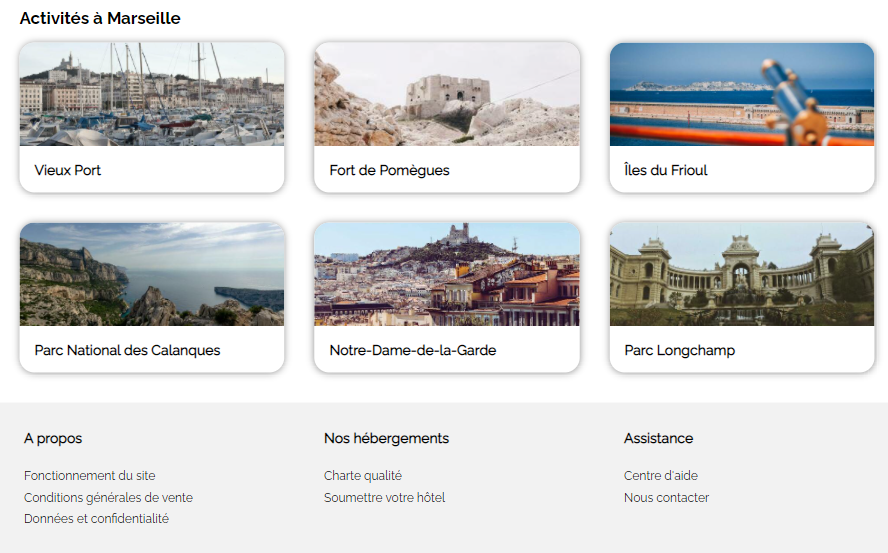 Activités à Marseille
Vieux Port
Fort de Pomègues
Îles du Frioul
Parc National des Calanques
Notre-Dame-de-la-Garde
Parc Longchamp
A propos
Fonctionnement du site
Conditions générales de vente
Données et confidentialité
Nos hébergements
Charte qualité
Soumettre votre hôtel
Assistance
Centre d'aide
Nous contacter